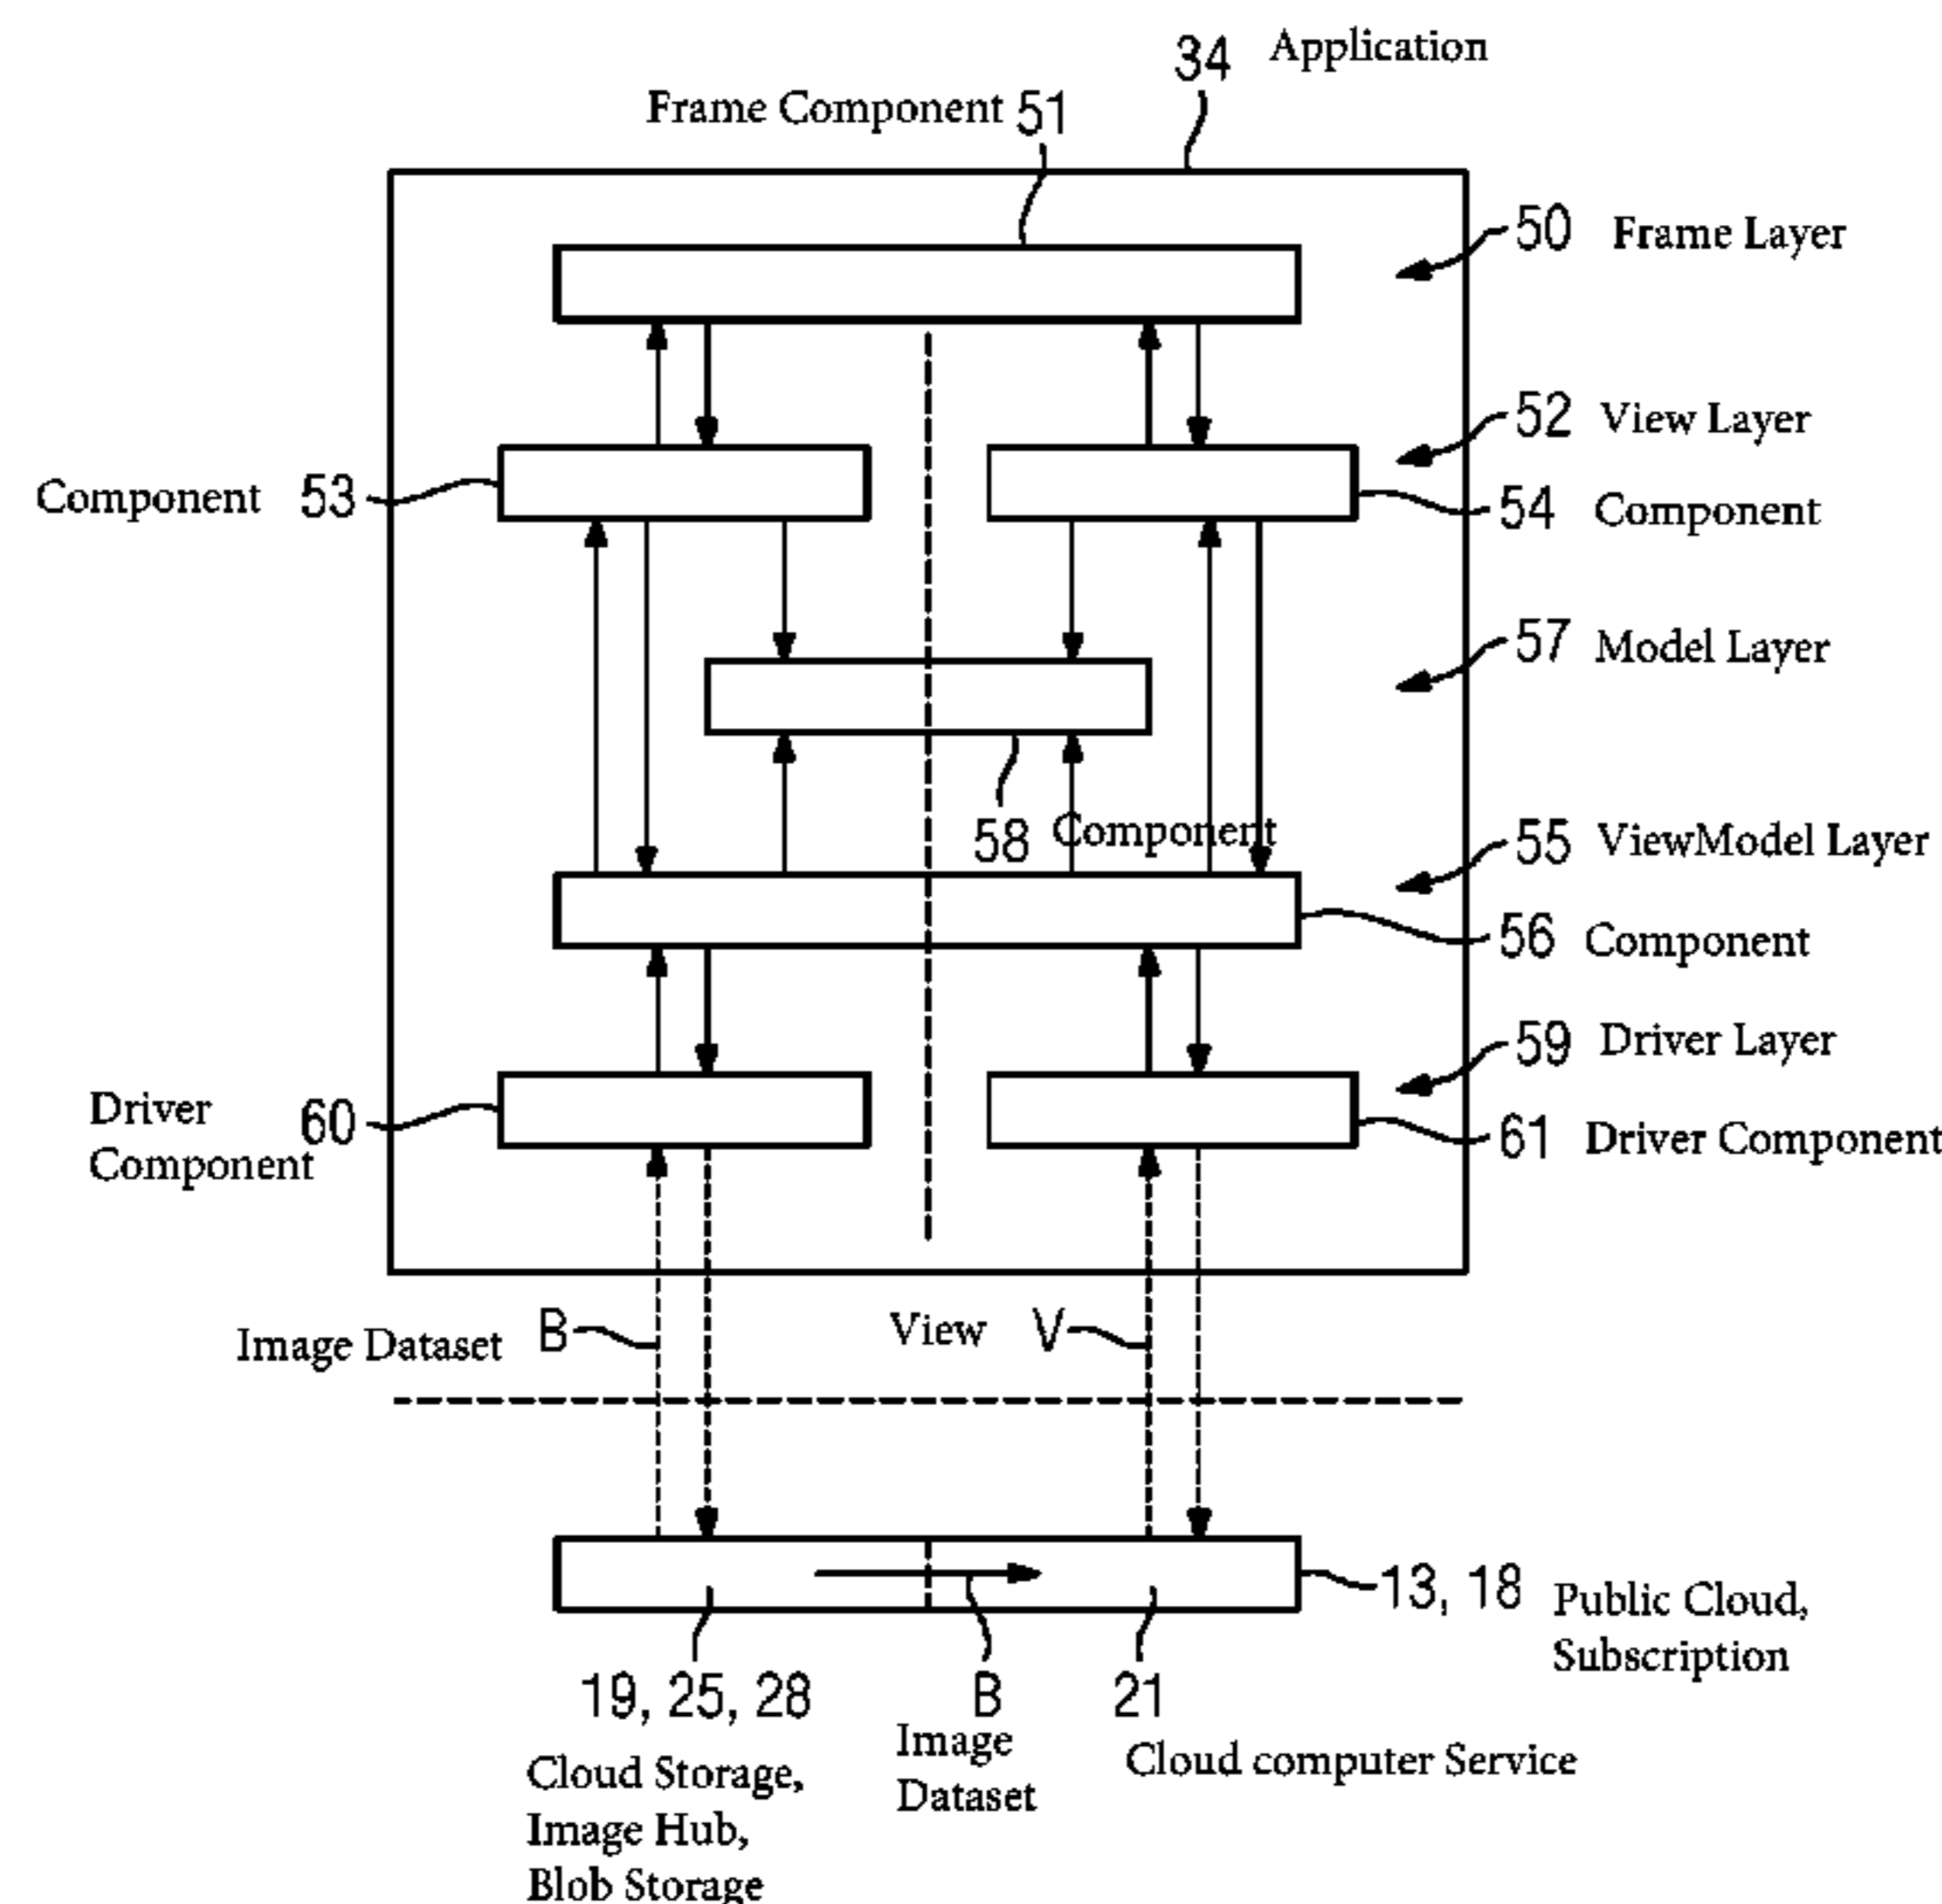 34 Application
Frame Component 51
50 Frame Layer
52 View Layer
Component 53
54 Component
57 Model Layer
58 Component
55 ViewModel Layer
56 Component
59 Driver Layer
Driver
Component
60
61 Driver Component
Image Dataset B
View V
13, 18 Public Cloud,
Subscription
19, 25, 28
Cloud Storage,
Image Hub,
Blob Storage
B
Image
Dataset
21
Cloud computer Service